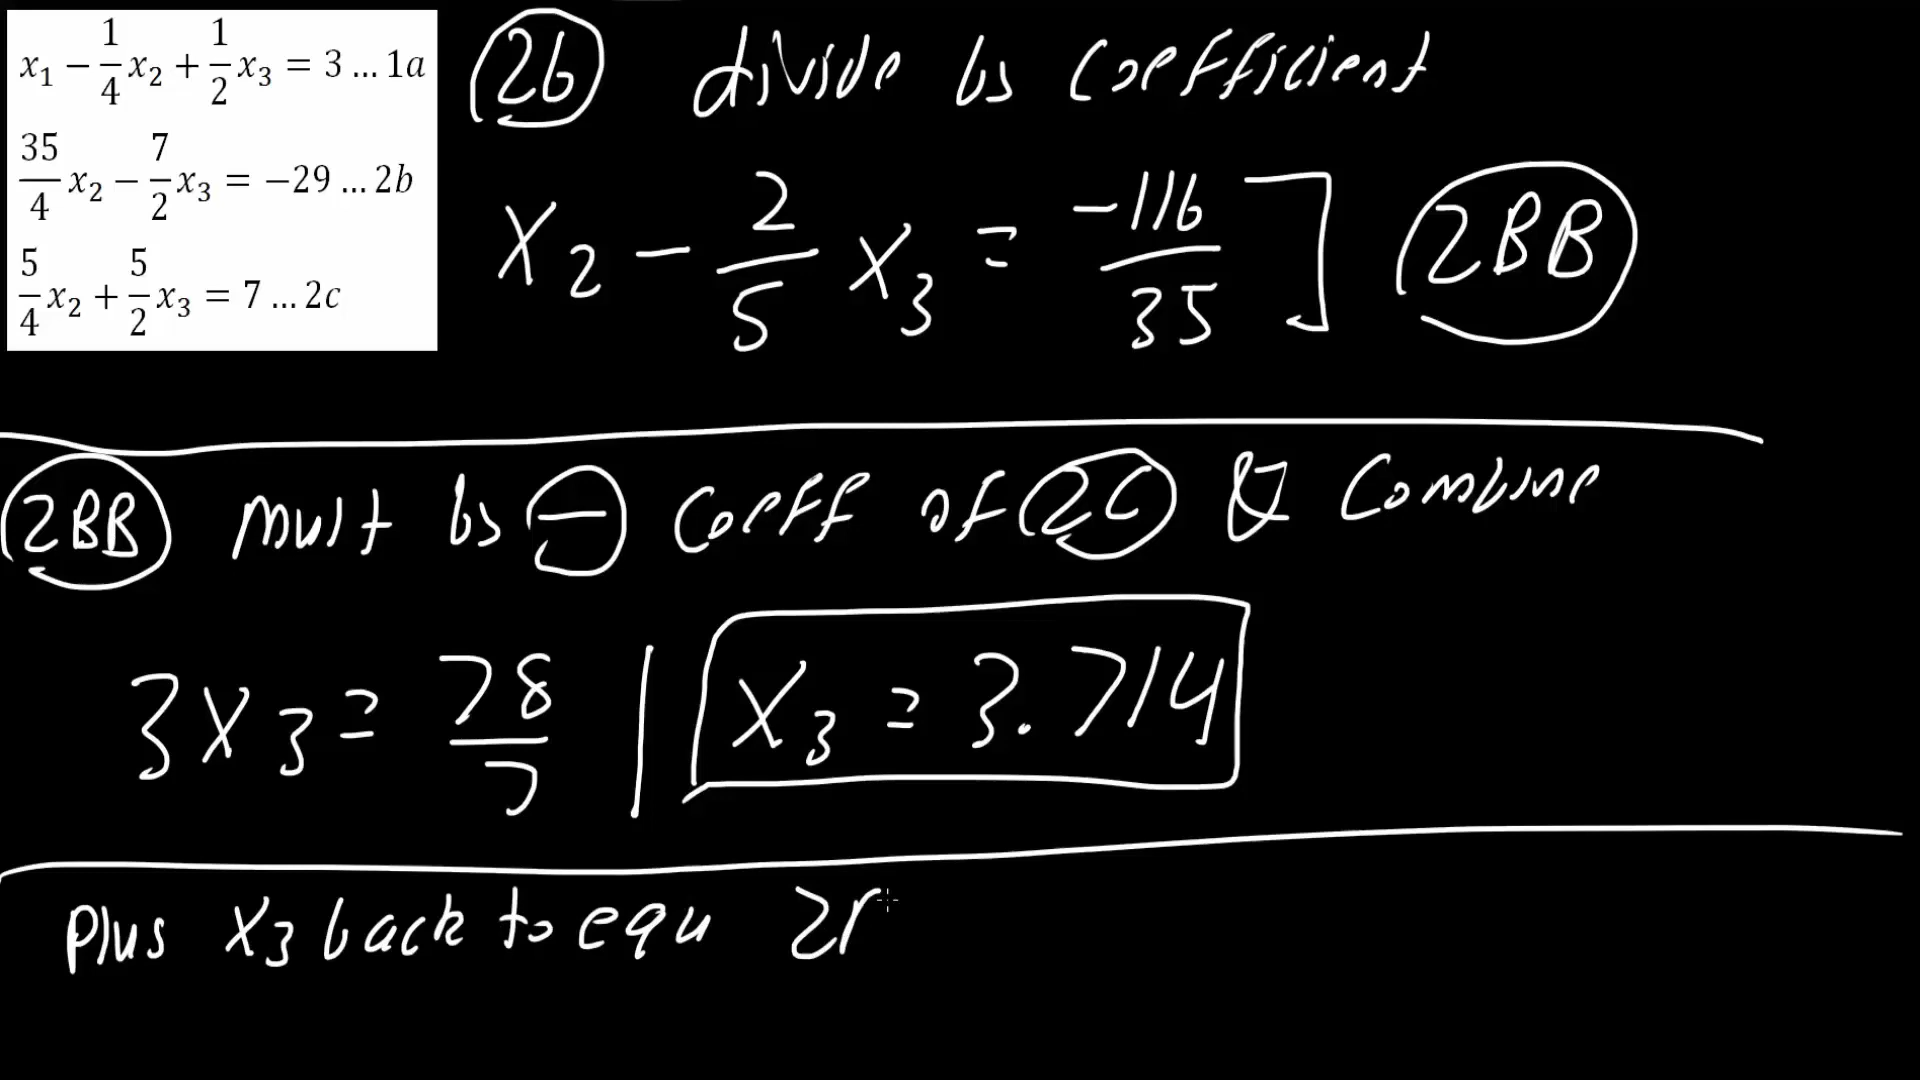 x₁ − 1/4 x₂ + 1/2 x₃ = 3 ... 1a
35/4 x₂ − 7/2 x₃ = −29 ... 2b
5/4 x₂ + 5/2 x₃ = 7 ... 2c
2b divide by coefficient
x₂ − 2/5 x₃ = −116/35 ] 2BB
2BB mult by − coeff of 2C & combine
3x₃ = 78/7 | x₃ = 3.714
Plug x₃ back to equ 2